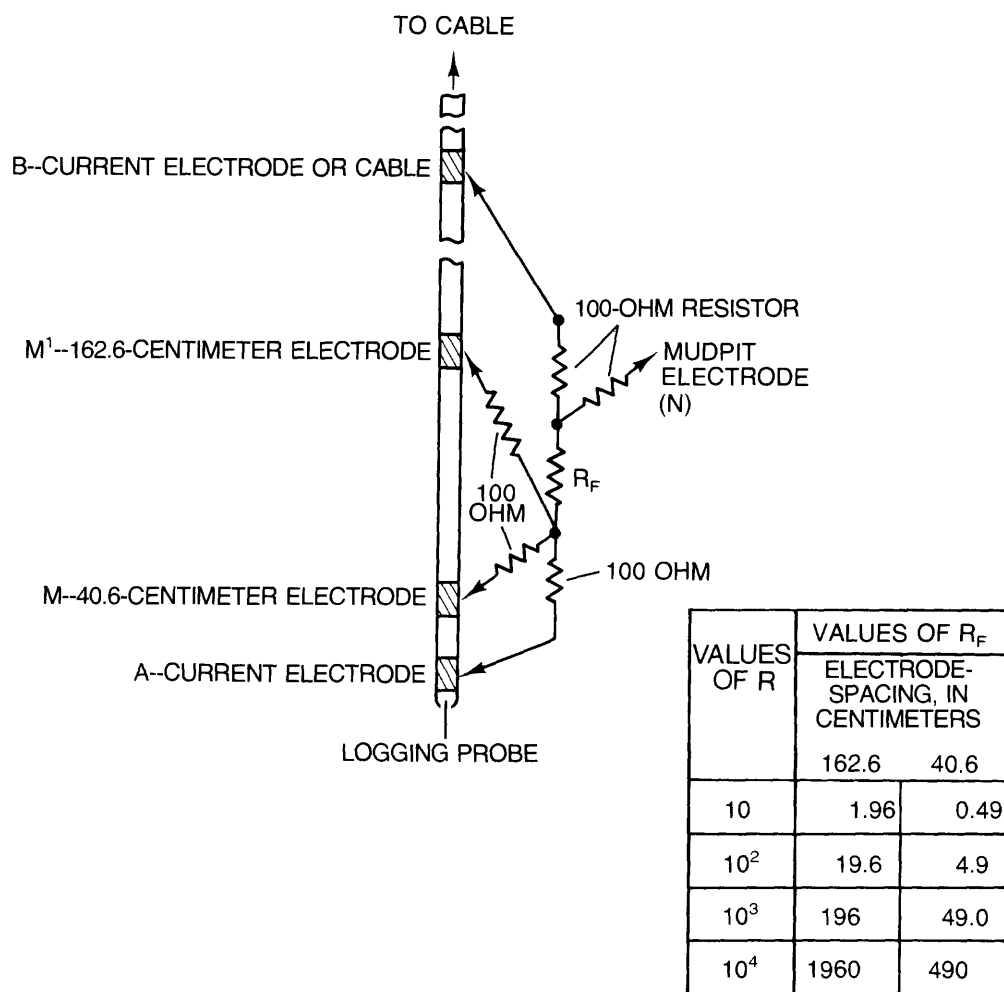 TO CABLE
B--CURRENT ELECTRODE OR CABLE
100-OHM RESISTOR
M¹--162.6-CENTIMETER ELECTRODE
MUDPIT
ELECTRODE
(N)
R_F
100
OHM
100 OHM
M--40.6-CENTIMETER ELECTRODE
A--CURRENT ELECTRODE
LOGGING PROBE
VALUES
OF R
VALUES OF R_F
ELECTRODE-
SPACING, IN
CENTIMETERS
162.6 40.6
10 1.96 0.49
10² 19.6 4.9
10³ 196 49.0
10⁴ 1960 490